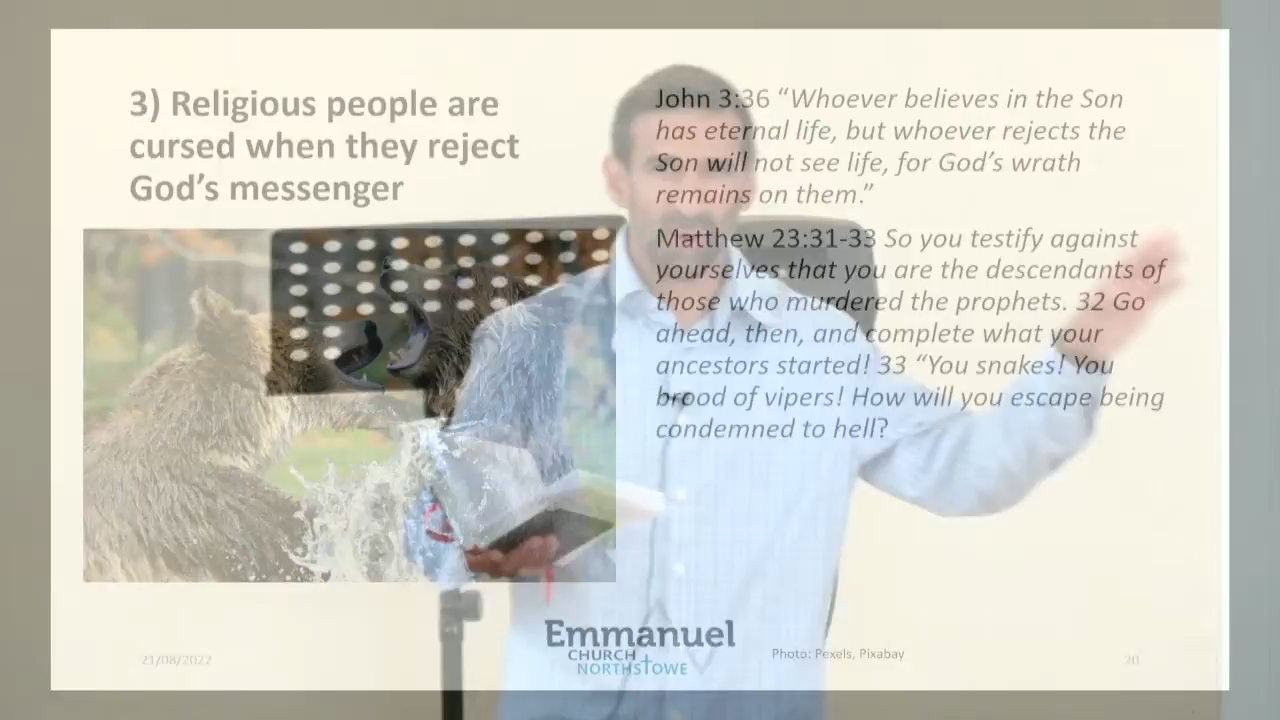 3) Religious people are
cursed when they reject
God's messenger
John 3:36 “Whoever believes in the Son
has eternal life, but whoever rejects the
Son will not see life, for God’s wrath
remains on them.”
Matthew 23:31-33 So you testify against
yourselves that you are the descendants of
those who murdered the prophets. 32 Go
ahead, then, and complete what your
ancestors started! 33 “You snakes! You
brood of vipers! How will you escape being
condemned to hell?
21/08/2022
Emmanuel
CHURCH
NORTHSTOWE
Photo: Pexels, Pixabay
20